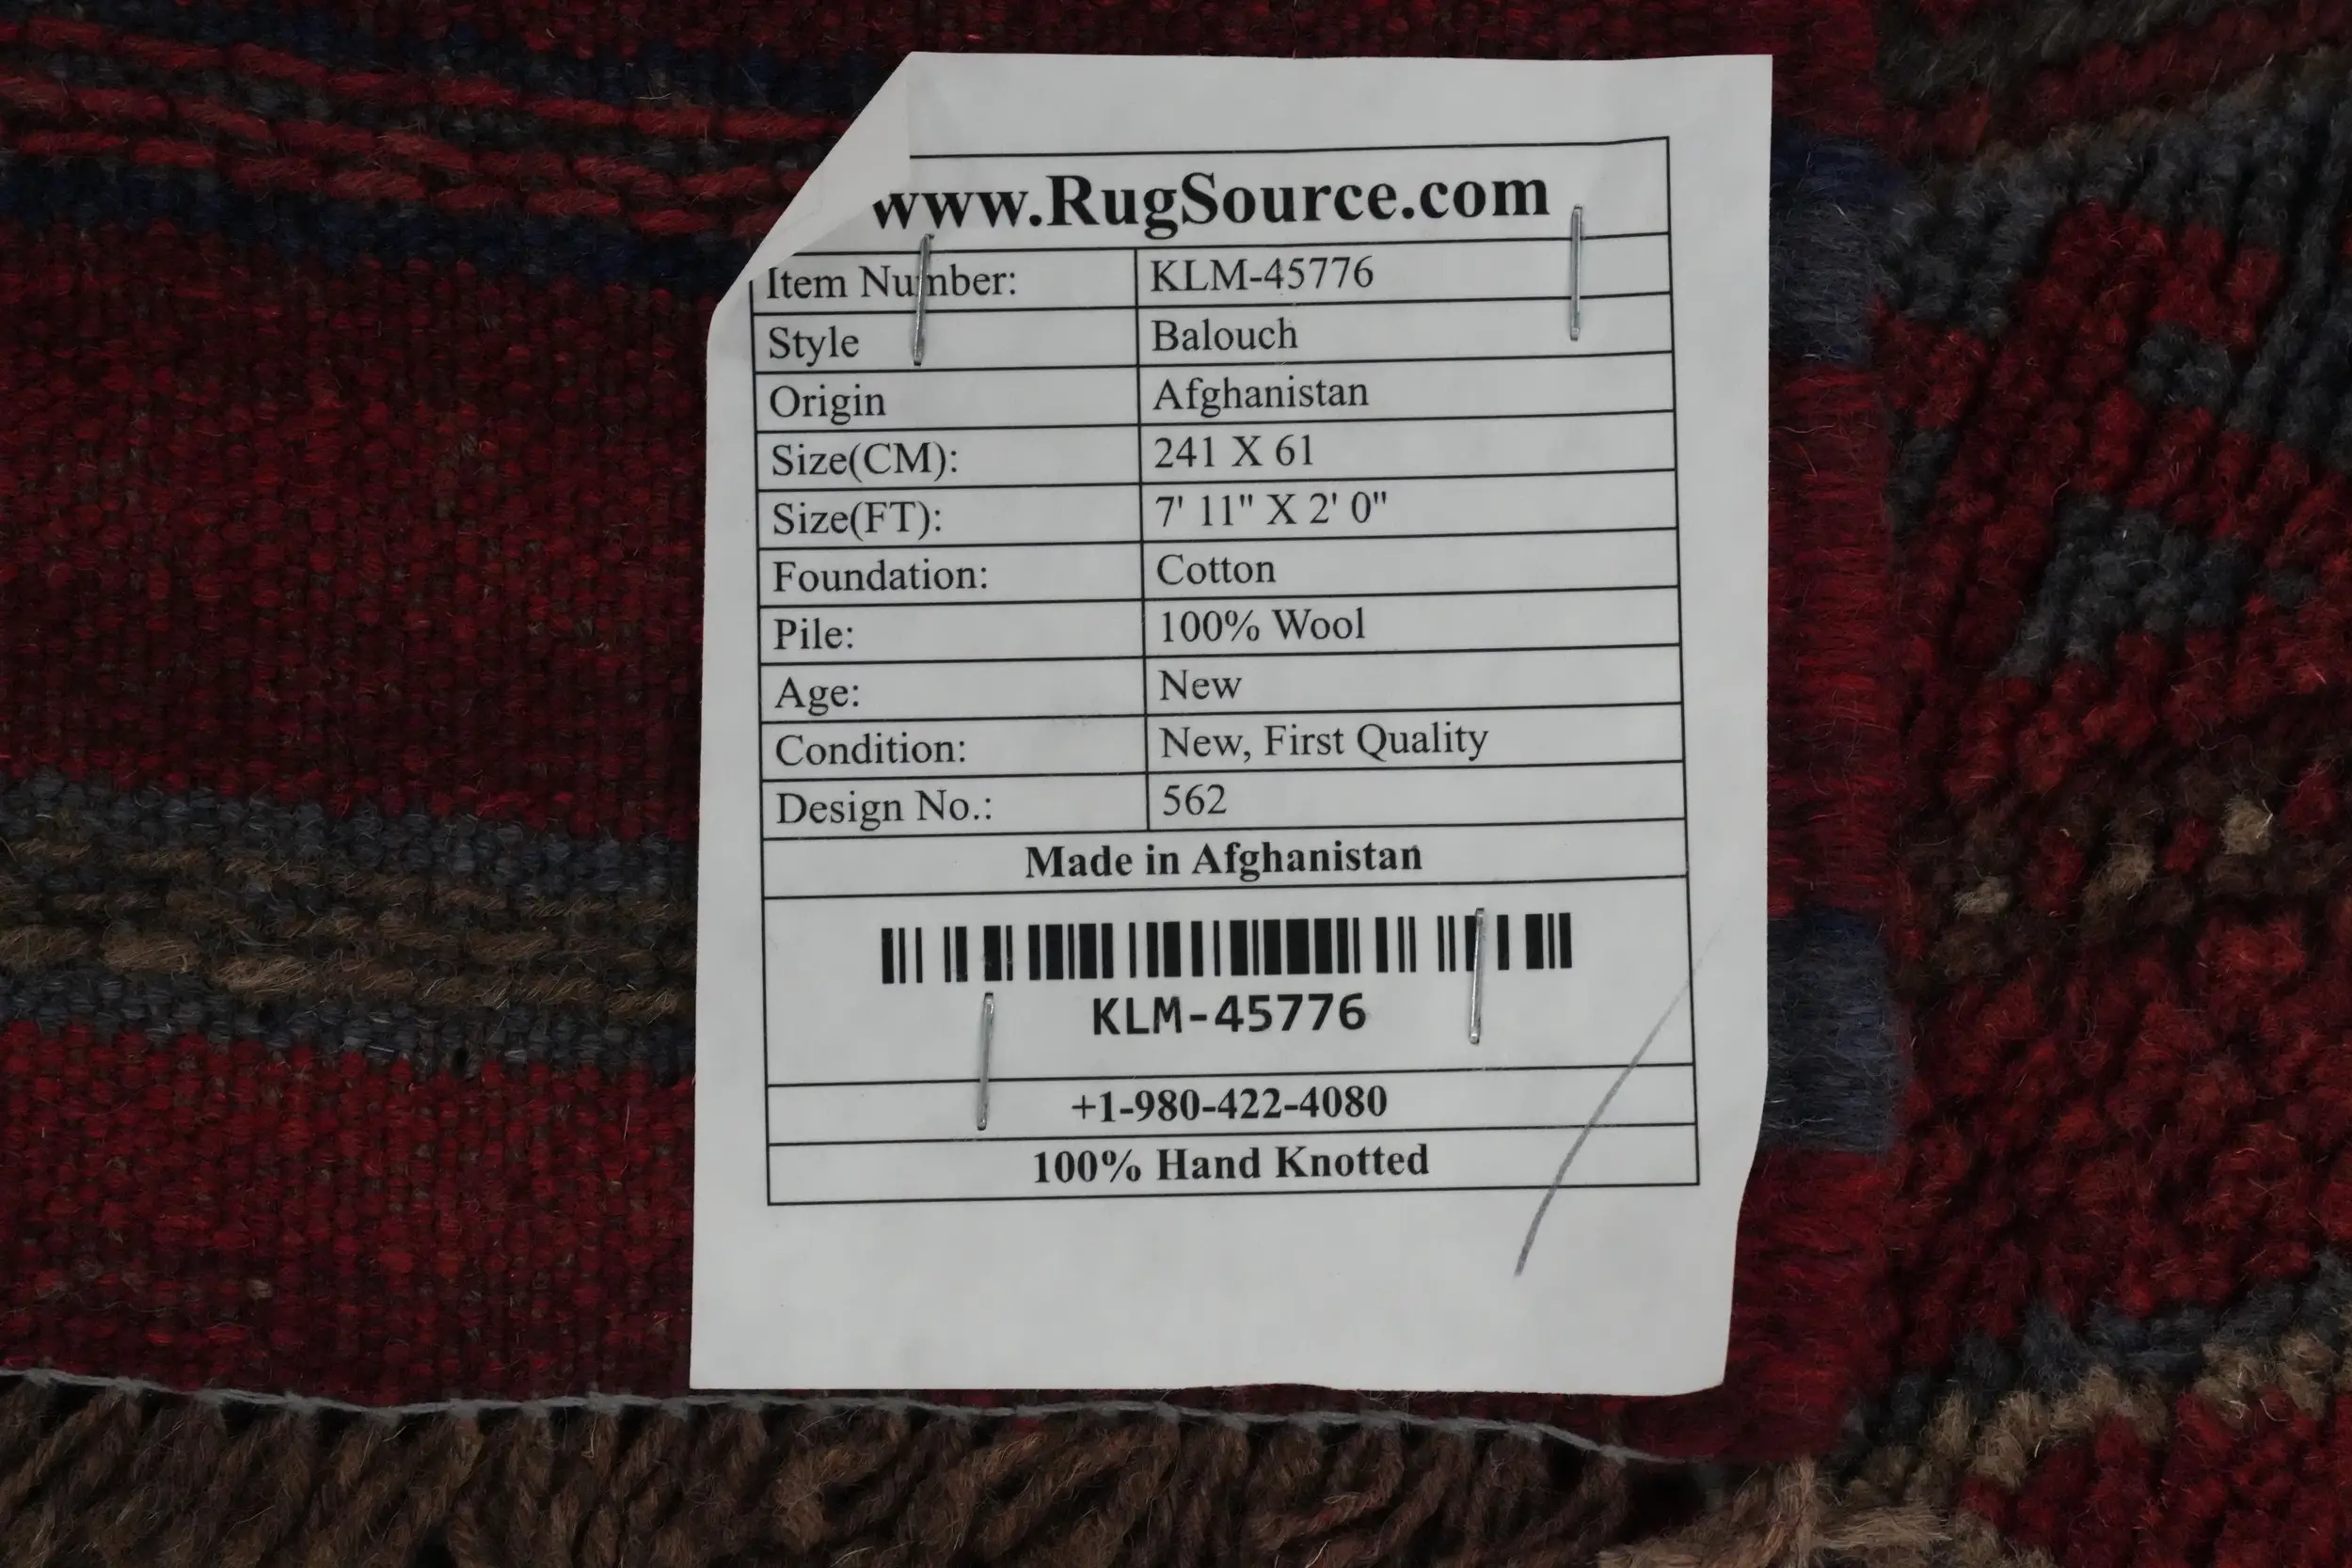 www.RugSource.com
Item Number: KLM-45776
Style Balouch
Origin Afghanistan
Size(CM): 241 X 61
Size(FT): 7' 11" X 2' 0"
Foundation: Cotton
Pile: 100% Wool
Age: New
Condition: New, First Quality
Design No.: 562
Made in Afghanistan
KLM-45776
+1-980-422-4080
100% Hand Knotted